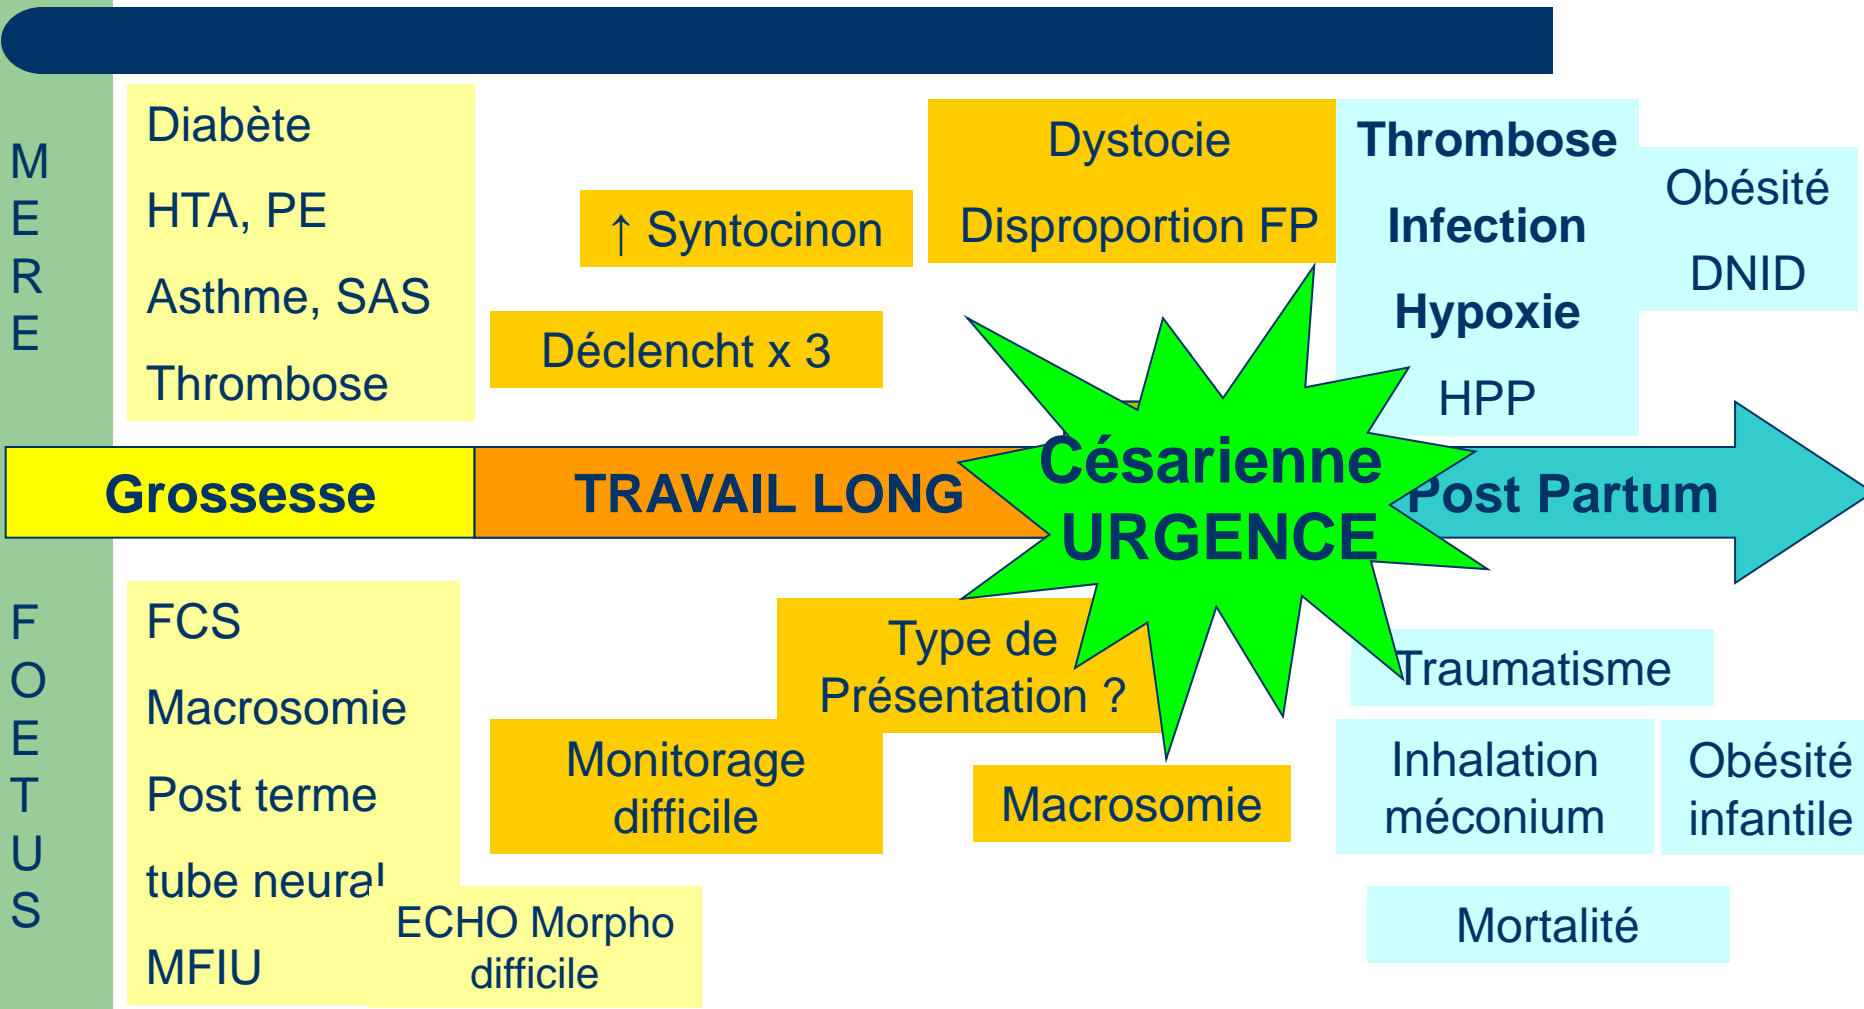 M
E
R
E
Diabète
HTA, PE
Asthme, SAS
Thrombose
↑ Syntocinon
Déclencht x 3
Dystocie
Disproportion FP
Thrombose
Infection
Hypoxie
HPP
Obésité
DNID
Grossesse
TRAVAIL LONG
Césarienne
URGENCE
Post Partum
F
O
E
T
U
S
FCS
Macrosomie
Post terme
tube neural
MFIU
ECHO Morpho
difficile
Type de
Présentation ?
Monitorage
difficile
Macrosomie
Traumatisme
Inhalation
méconium
Obésité
infantile
Mortalité